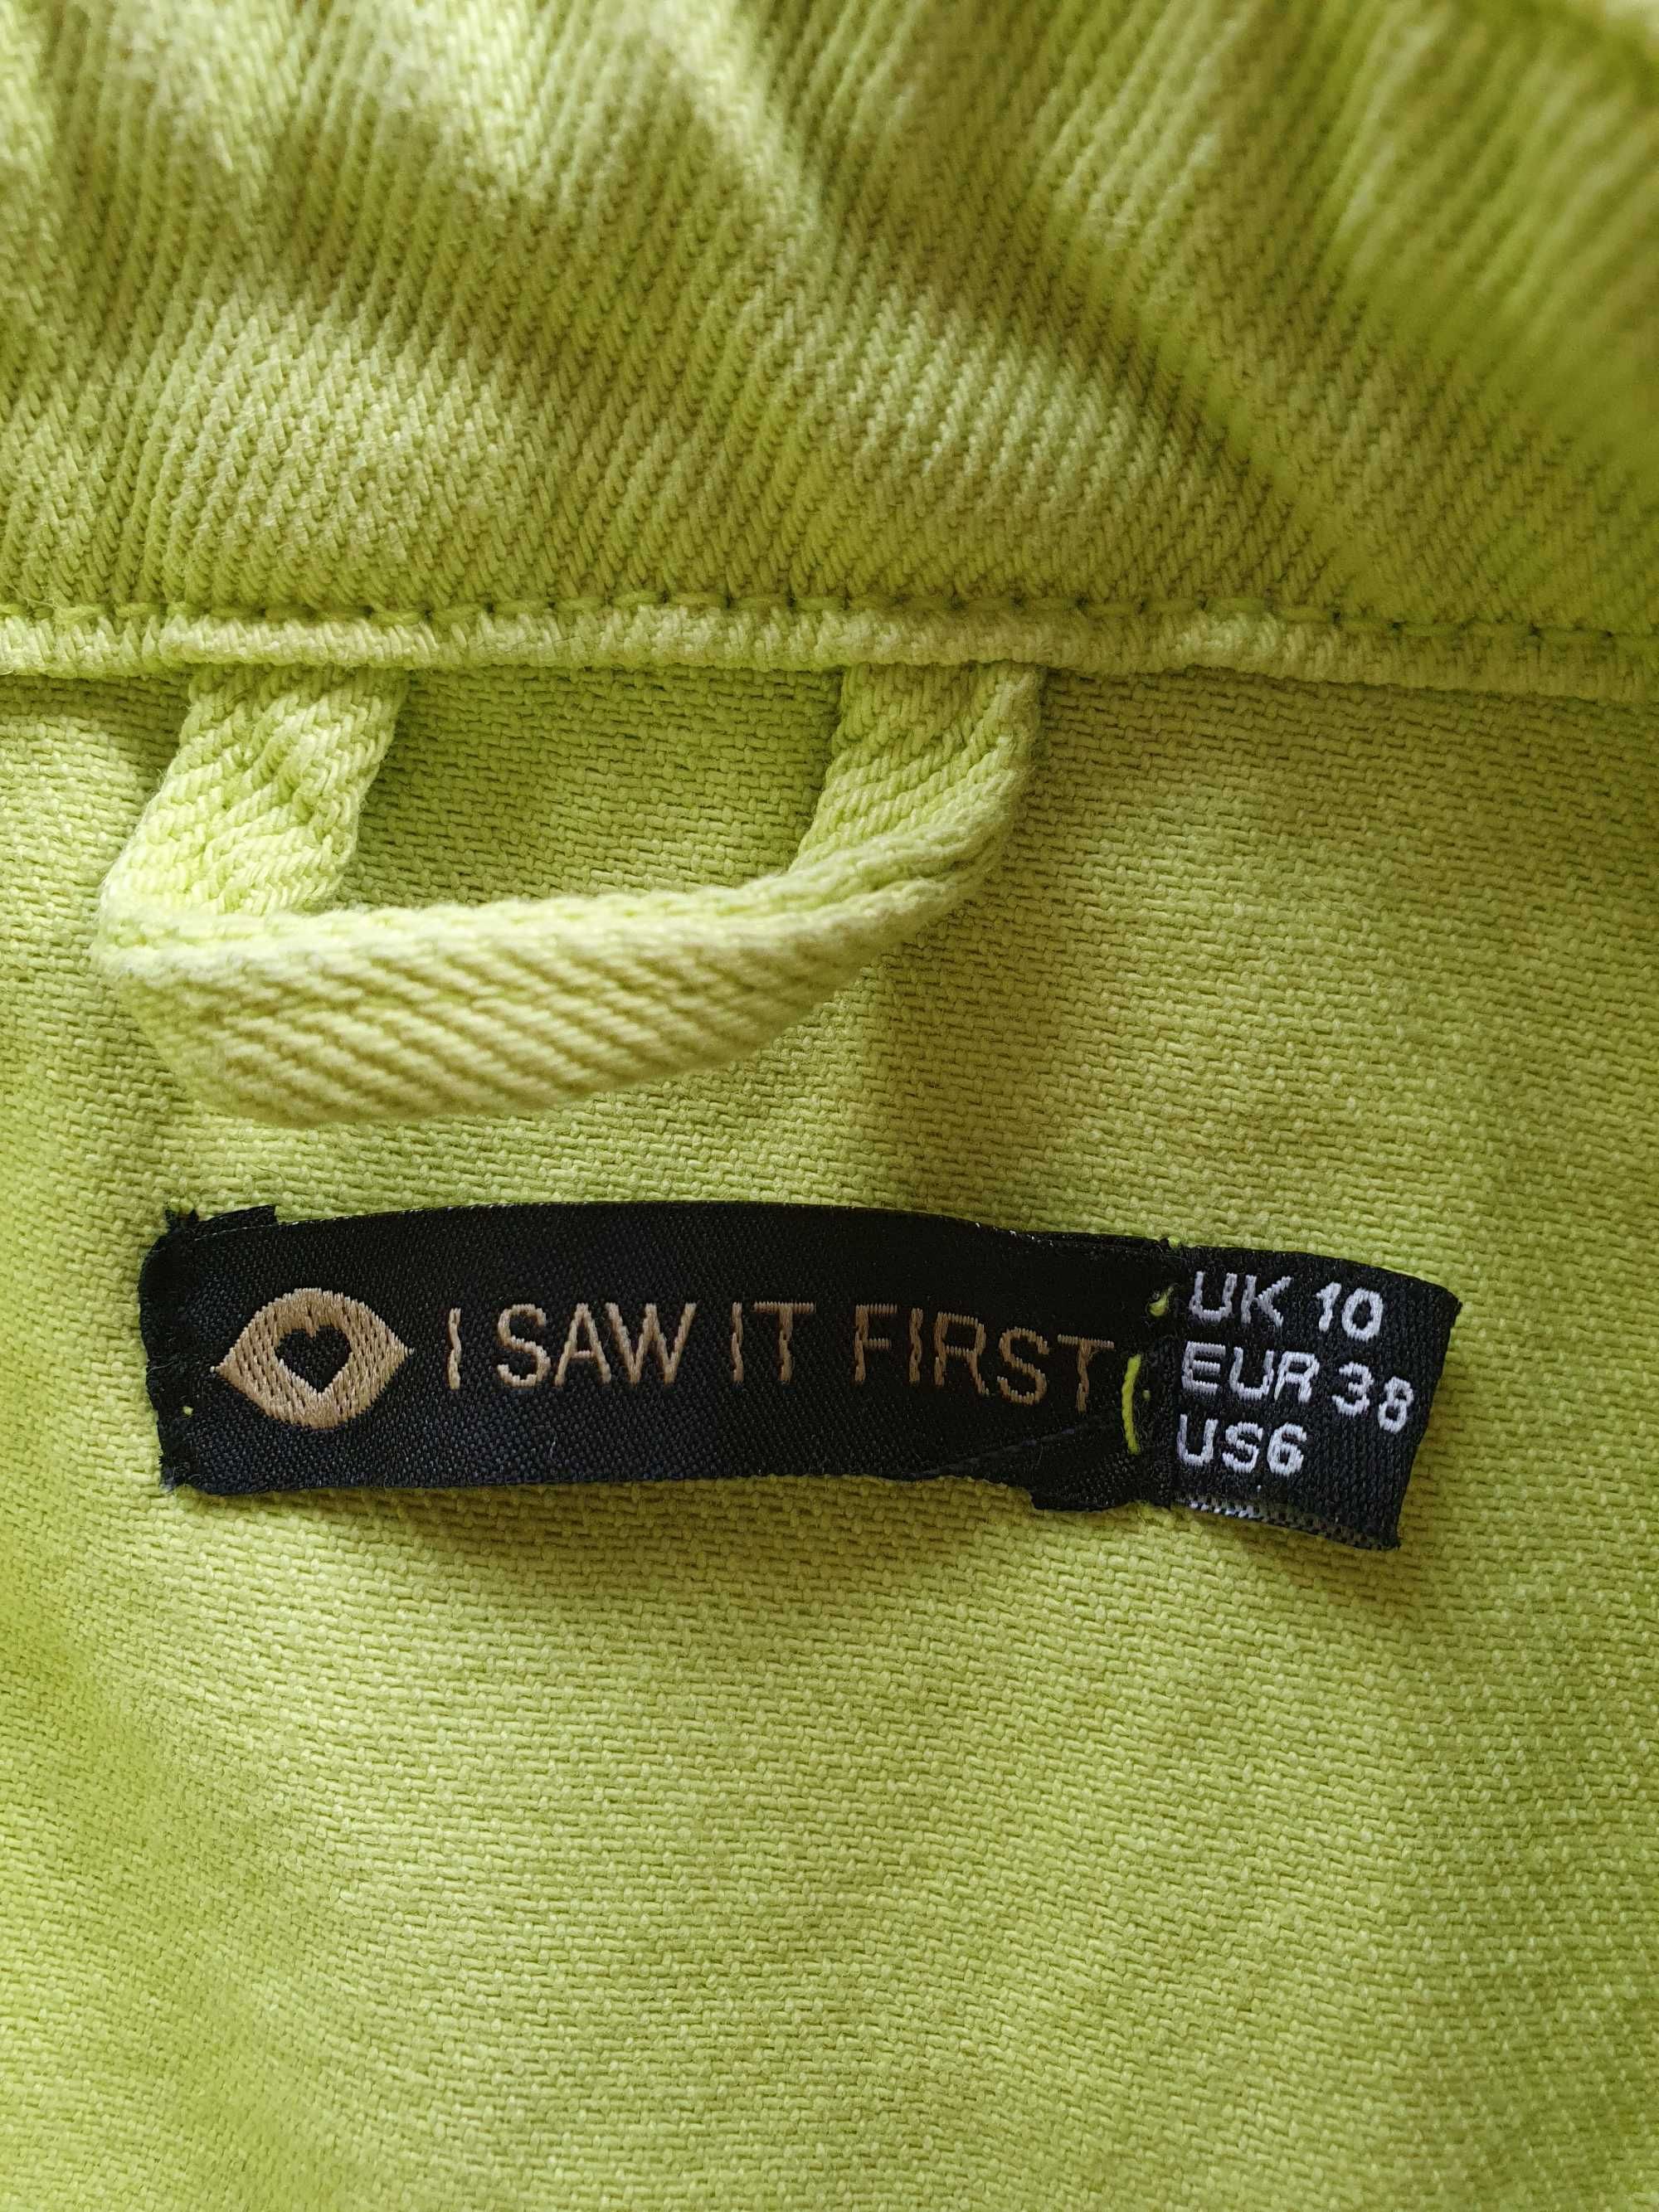 I SAW IT FIRST
UK 10
EUR 38
US6